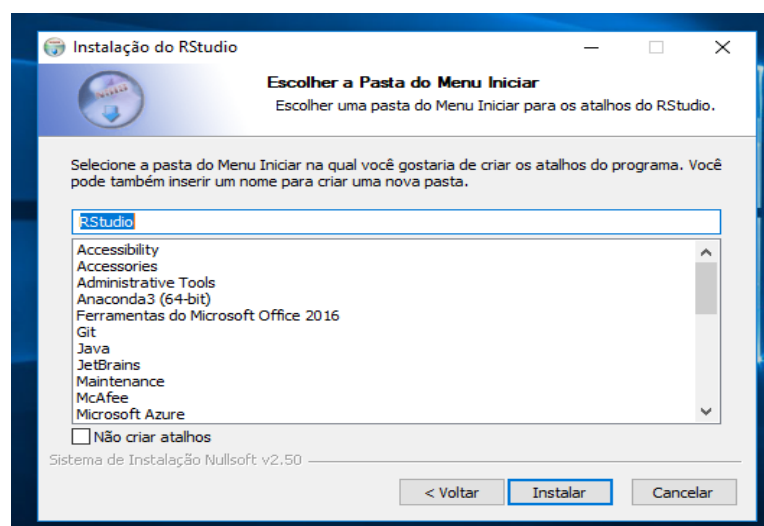 Instalação do RStudio
Escolher a Pasta do Menu Iniciar
Escolher uma pasta do Menu Iniciar para os atalhos do RStudio.
Selecione a pasta do Menu Iniciar na qual você gostaria de criar os atalhos do programa. Você
pode também inserir um nome para criar uma nova pasta.
RStudio
Accessibility
Accessories
Administrative Tools
Anaconda3 (64-bit)
Ferramentas do Microsoft Office 2016
Git
Java
JetBrains
Maintenance
McAfee
Microsoft Azure
Não criar atalhos
Sistema de Instalação Nullsoft v2.50
< Voltar
Instalar
Cancelar